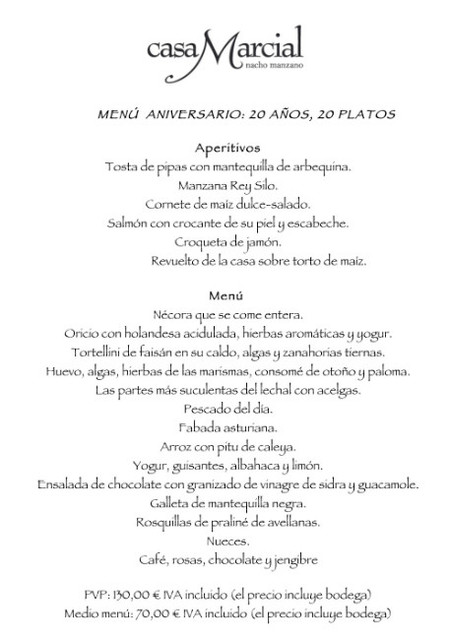 casa Marcial
nacho manzano
MENÚ ANIVERSARIO: 20 AÑOS, 20 PLATOS
Aperitivos
Tosta de pipas con mantequilla de arbequina.
Manzana Rey Silo.
Cornete de maíz dulce-salado.
Salmón con crocante de su piel y escabeche.
Croqueta de jamón.
Revuelto de la casa sobre torto de maíz.
Menú
Nécora que se come entera.
Oricio con holandesa acidulada, hierbas aromáticas y yogur.
Tortellini de faisán en su caldo, algas y zanahorias tiernas.
Huevo, algas, hierbas de las marismas, consomé de otoño y paloma.
Las partes más suculentas del lechal con acelgas.
Pescado del día.
Fabada asturiana.
Arroz con pitu de caleya.
Yogur, guisantes, albahaca y limón.
Ensalada de chocolate con granizado de vinagre de sidra y guacamole.
Galleta de mantequilla negra.
Rosquillas de praliné de avellanas.
Nueces.
Café, rosas, chocolate y jengibre
PVP: 130,00 € IVA incluido (el precio incluye bodega)
Medio menú: 70,00 € IVA incluido (el precio incluye bodega)